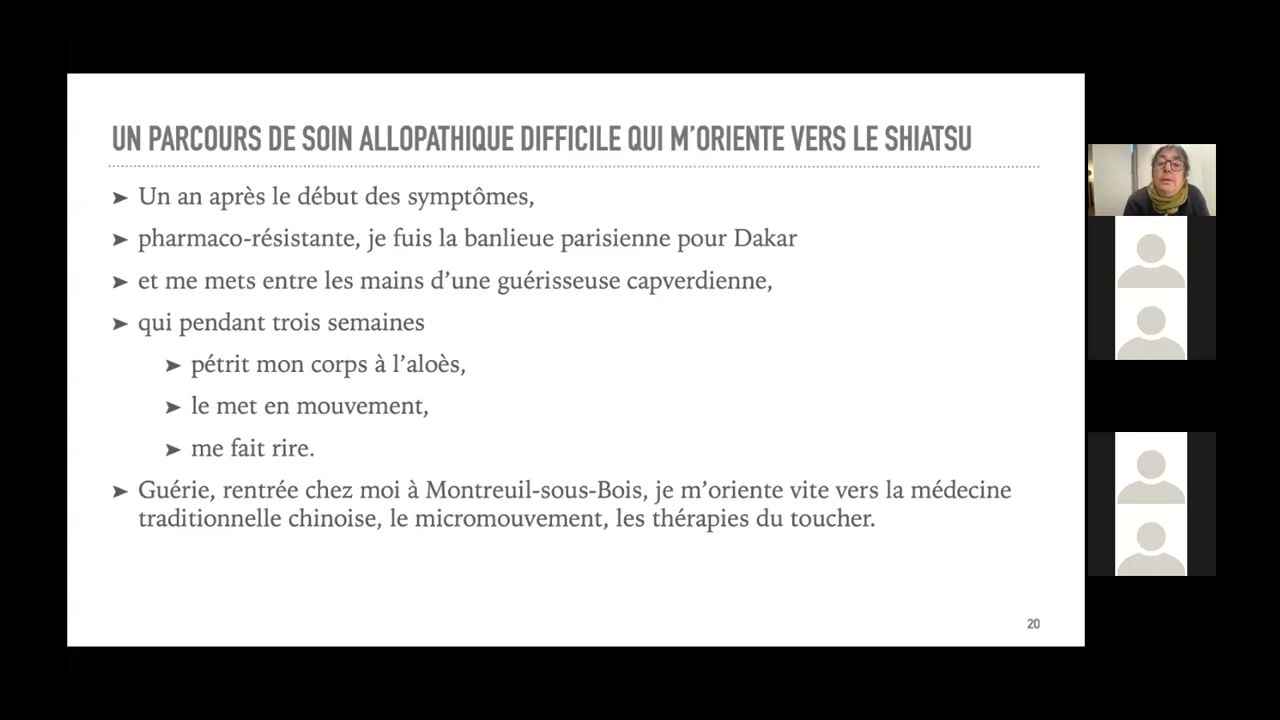 UN PARCOURS DE SOIN ALLOPATHIQUE DIFFICILE QUI M’ORIENTE VERS LE SHIATSU
➤ Un an après le début des symptômes,
➤ pharmaco-résistante, je fuis la banlieue parisienne pour Dakar
➤ et me mets entre les mains d’une guérisseuse capverdienne,
➤ qui pendant trois semaines
➤ pétrit mon corps à l’aloès,
➤ le met en mouvement,
➤ me fait rire.
➤ Guérie, rentrée chez moi à Montreuil-sous-Bois, je m’oriente vite vers la médecine
traditionnelle chinoise, le micromouvement, les thérapies du toucher.
20